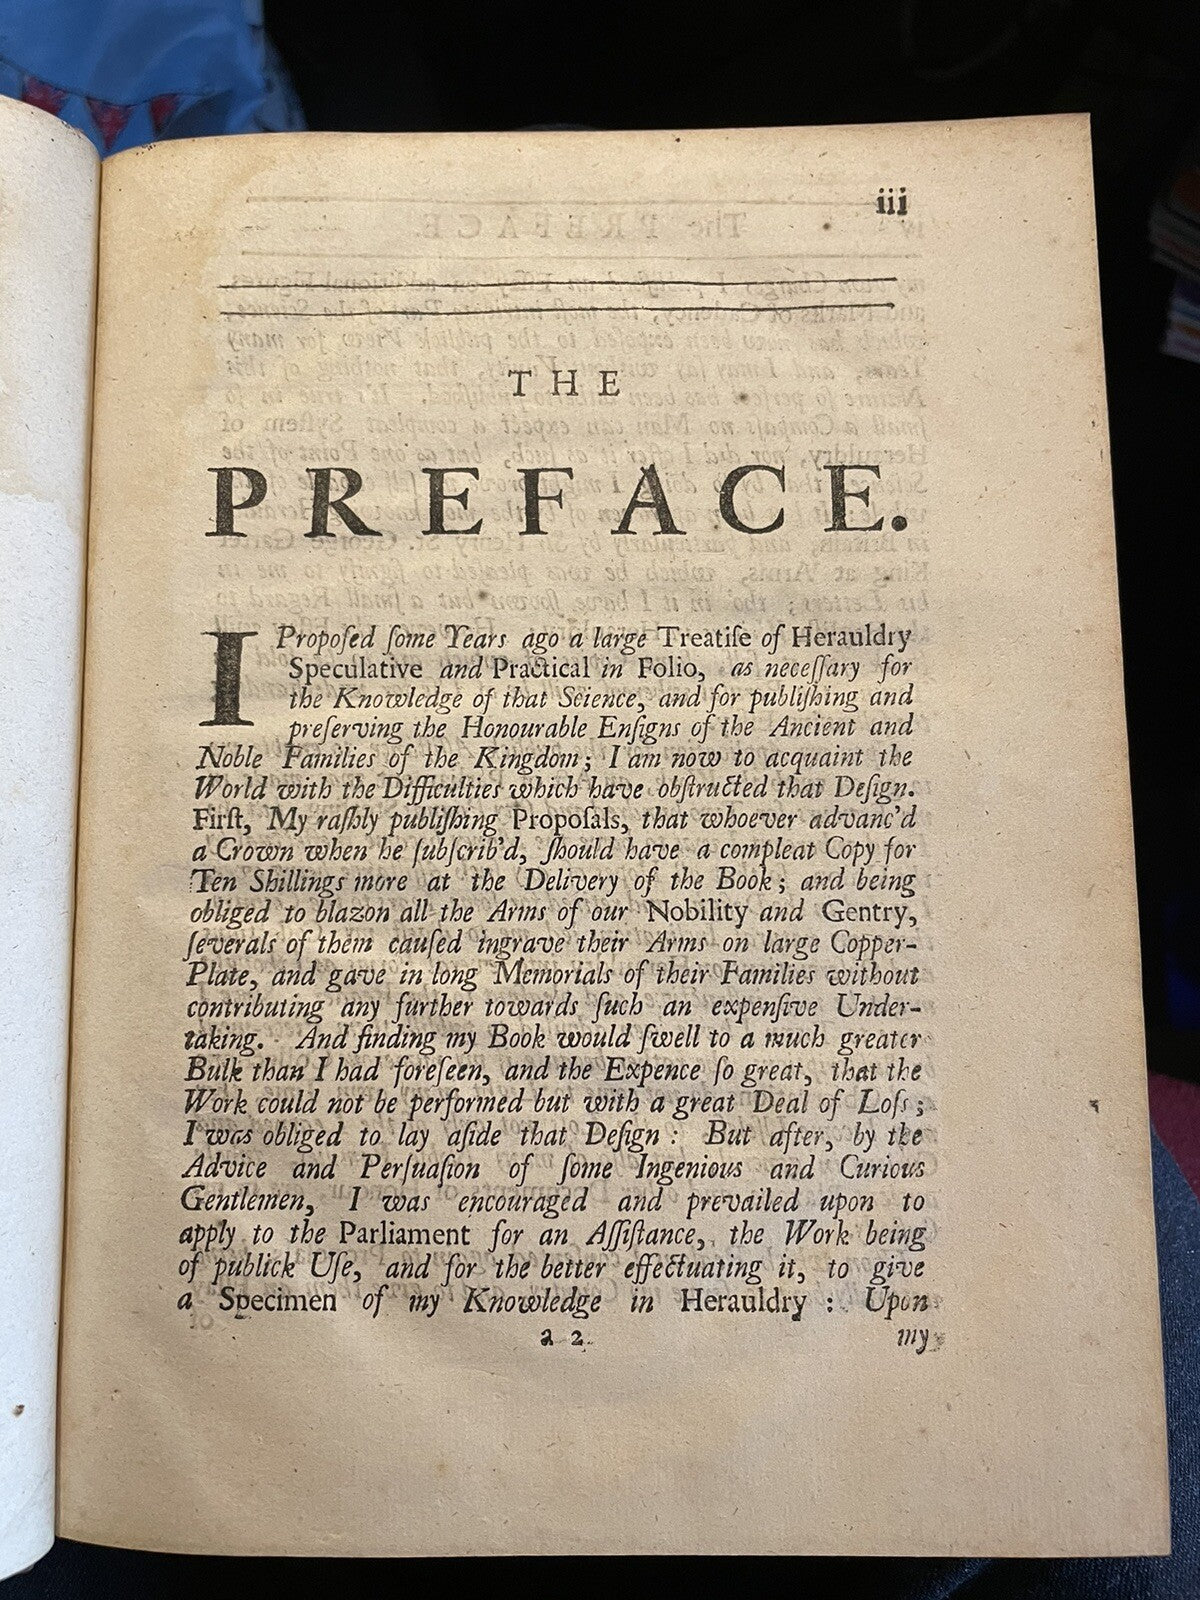 iii
THE
PREFACE.
I Propoſed ſome Years ago a large Treatiſe of Herauldry
Speculative and Practical in Folio, as neceſſary for
the Knowledge of that Science, and for publiſhing and
preſerving the Honourable Enſigns of the Ancient and
Noble Families of the Kingdom; I am now to acquaint the
World with the Difficulties which have obſtructed that Deſign.
Firſt, My raſhly publiſhing Propoſals, that whoever advanc'd
a Crown when he ſubſcrib'd, ſhould have a compleat Copy for
Ten Shillings more at the Delivery of the Book; and being
obliged to blazon all the Arms of our Nobility and Gentry,
ſeverals of them cauſed ingrave their Arms on large Copper-
Plate, and gave in long Memorials of their Families without
contributing any further towards ſuch an expenſive Under-
taking. And finding my Book would ſwell to a much greater
Bulk than I had foreſeen, and the Expence ſo great, that the
Work could not be performed but with a great Deal of Loſs;
I was obliged to lay aſide that Deſign: But after, by the
Advice and Perſuaſion of ſome Ingenious and Curious
Gentlemen, I was encouraged and prevailed upon to
apply to the Parliament for an Aſſiſtance, the Work being
of publick Uſe, and for the better effectuating it, to give
a Specimen of my Knowledge in Herauldry: Upon
a 2 my